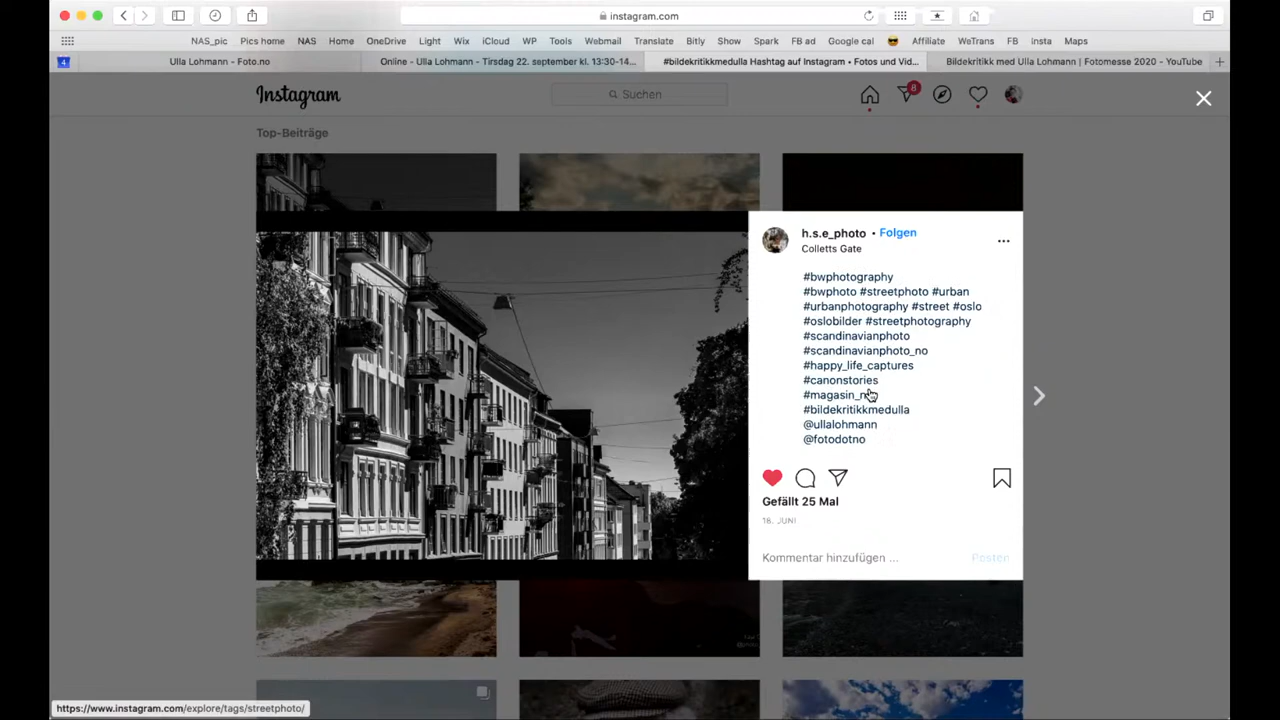 instagram.com
NAS_pic Pics home NAS Home OneDrive Light Wix iCloud WP Tools Webmail Translate Bitly Show Spark FB ad Google cal Affiliate WeTrans FB Insta Maps
4 Ulla Lohmann - Foto.no Online - Ulla Lohmann - Tirsdag 22. september kl. 13:30-14... #bildekritikkmedulla Hashtag auf Instagram • Fotos und Vid... Bildekritikk med Ulla Lohmann | Fotomesse 2020 - YouTube
Instagram Suchen 8
Top-Beiträge
h.s.e_photo • Folgen
Colletts Gate
#bwphotography
#bwphoto #streetphoto #urban
#urbanphotography #street #oslo
#oslobilder #streetphotography
#scandinavianphoto
#scandinavianphoto_no
#happy_life_captures
#canonstories
#bildekritikkmedulla
@ullalohmann
@fotodotno
Gefällt 25 Mal
18. JUNI
Kommentar hinzufügen ... Posten
https://www.instagram.com/explore/tags/streetphoto/